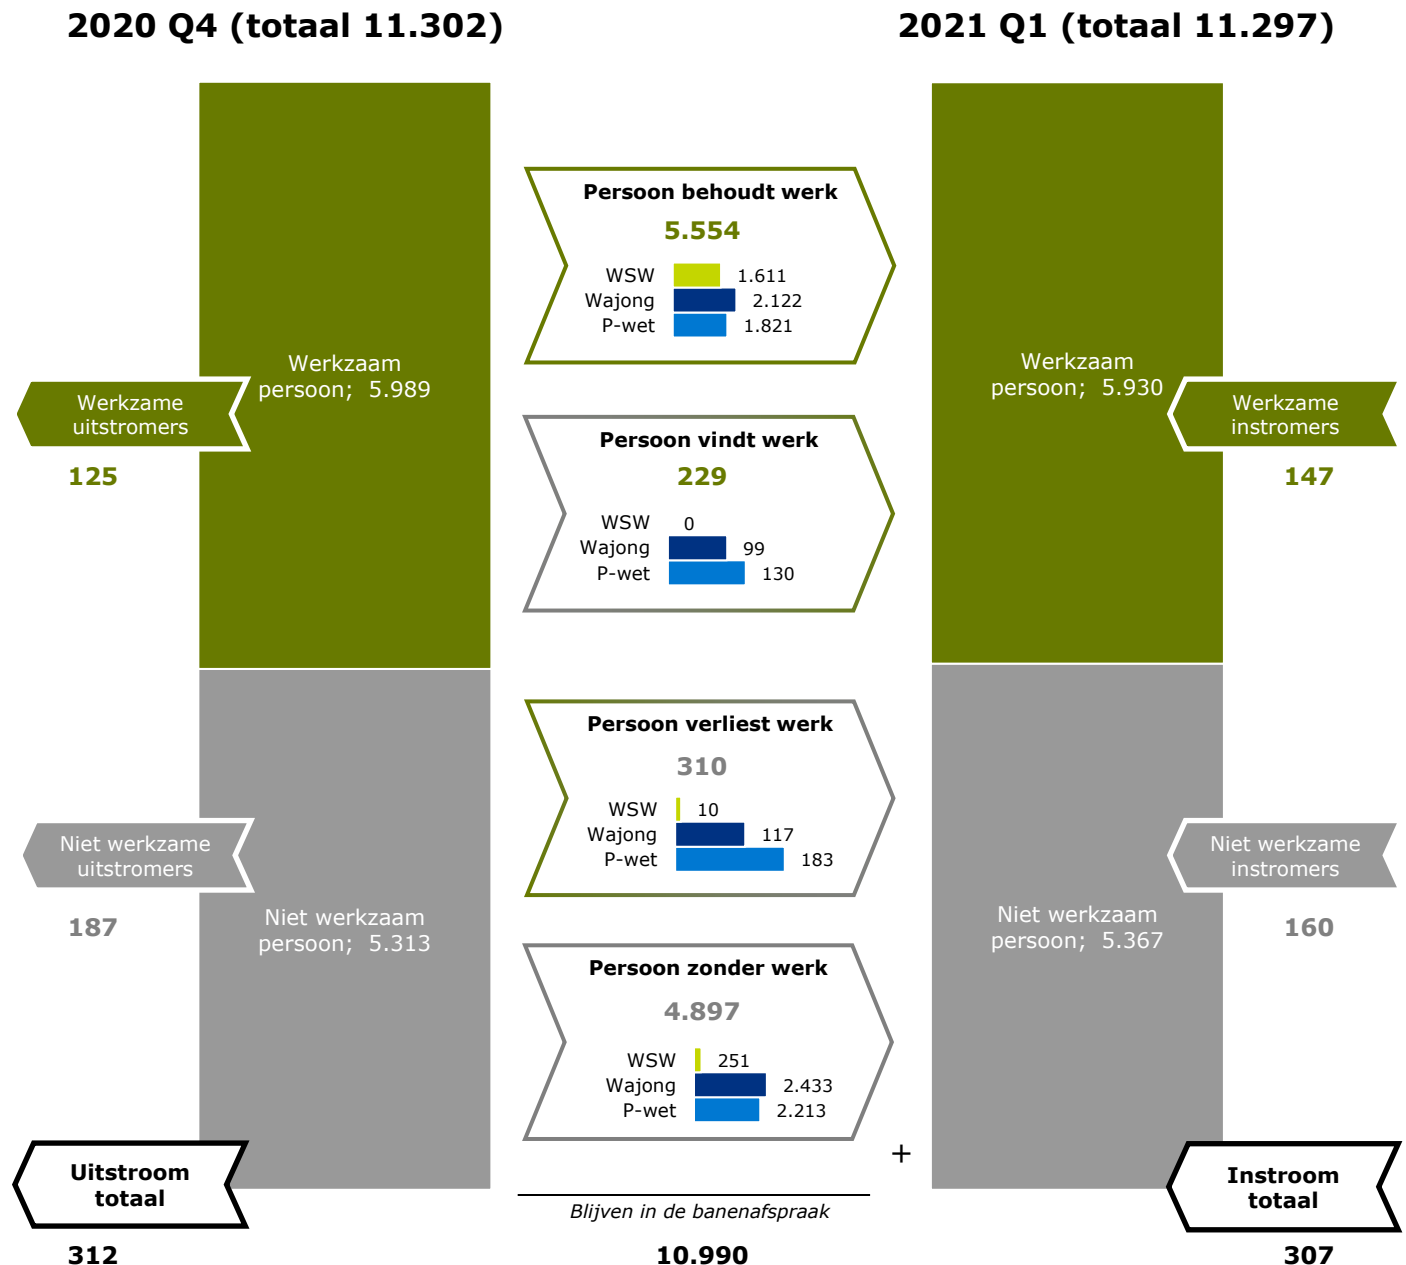 2020 Q4 (totaal 11.302)
2021 Q1 (totaal 11.297)
Werkzaam
persoon; 5.989
Werkzame
uitstromers
125
Niet werkzame
uitstromers
187
Niet werkzaam
persoon; 5.313
Uitstroom
totaal
312
Persoon behoudt werk
5.554
WSW 1.611
Wajong 2.122
P-wet 1.821
Persoon vindt werk
229
WSW 0
Wajong 99
P-wet 130
Persoon verliest werk
310
WSW 10
Wajong 117
P-wet 183
Persoon zonder werk
4.897
WSW 251
Wajong 2.433
P-wet 2.213
+
Blijven in de banenafspraak
10.990
Werkzaam
persoon; 5.930
Werkzame
instromers
147
Niet werkzame
instromers
160
Niet werkzaam
persoon; 5.367
Instroom
totaal
307